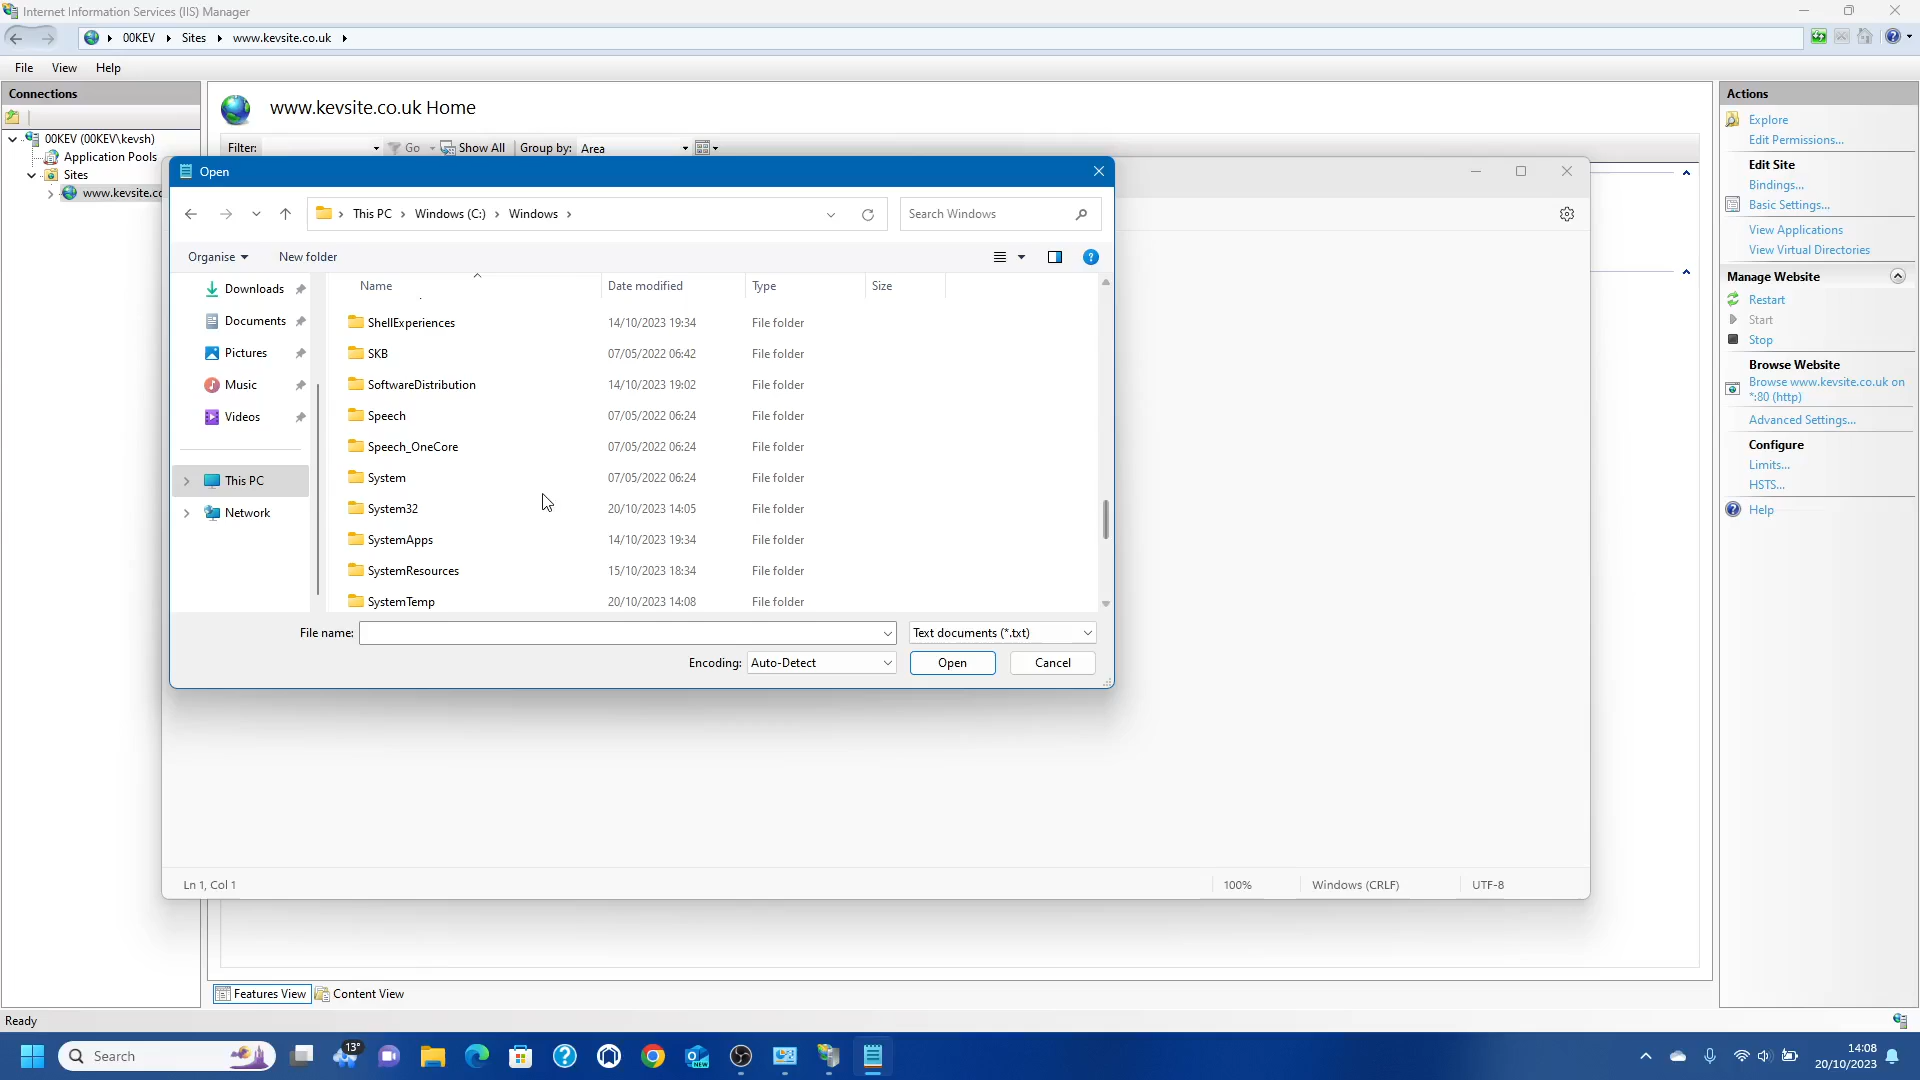 Internet Information Services (IIS) Manager
00KEV Sites www.kevsite.co.uk
File View Help
Connections
00KEV (00KEV\kevsh)
Application Pools
Sites
www.kevsite.co
www.kevsite.co.uk Home
Filter: Go Show All Group by: Area
Open
This PC Windows (C:) Windows
Search Windows
Organise New folder
Downloads
Documents
Pictures
Music
Videos
This PC
Network
Name Date modified Type Size
ShellExperiences 14/10/2023 19:34 File folder
SKB 07/05/2022 06:42 File folder
SoftwareDistribution 14/10/2023 19:02 File folder
Speech 07/05/2022 06:24 File folder
Speech_OneCore 07/05/2022 06:24 File folder
System 07/05/2022 06:24 File folder
System32 20/10/2023 14:05 File folder
SystemApps 14/10/2023 19:34 File folder
SystemResources 15/10/2023 18:34 File folder
SystemTemp 20/10/2023 14:08 File folder
File name: Text documents (*.txt)
Encoding: Auto-Detect Open Cancel
Ln 1, Col 1 100% Windows (CRLF) UTF-8
Features View Content View
Actions
Explore
Edit Permissions...
Edit Site
Bindings...
Basic Settings...
View Applications
View Virtual Directories
Manage Website
Restart
Start
Stop
Browse Website
Browse www.kevsite.co.uk on
*:80 (http)
Advanced Settings...
Configure
Limits...
HSTS...
Help
Ready
Search
13°
NEW
14:08
20/10/2023